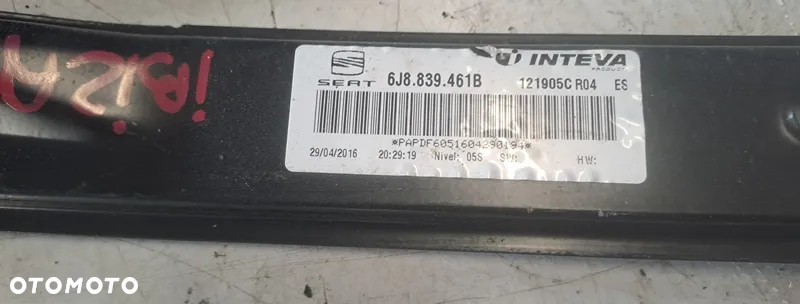 IBIZA
SEAT
6J8.839.461B
INTEVA
PRODUCTS
121905C R04 ES
*PAPDF6051604290194*
29/04/2016 20:29:19 Nivel: 05S SW: HW:
OTOMOTO